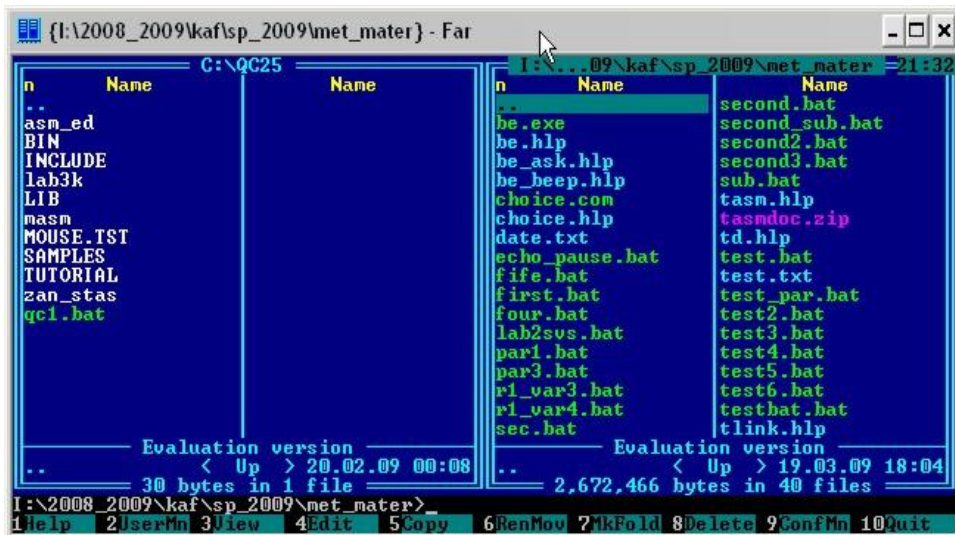 {I:\2008_2009\kaf\sp_2009\met_mater} - Far
C:\QC25
n Name Name
..
asm_ed
BIN
INCLUDE
lab3k
LIB
masm
MOUSE.TST
SAMPLES
TUTORIAL
zan_stas
qc1.bat
Evaluation version
.. < Up > 20.02.09 00:08
30 bytes in 1 file
I:\...09\kaf\sp_2009\met_mater 21:32
n Name Name
..
be.exe
be.hlp
be_ask.hlp
be_beep.hlp
choice.com
choice.hlp
date.txt
echo_pause.bat
fife.bat
first.bat
four.bat
lab2svs.bat
par1.bat
par3.bat
r1_var3.bat
r1_var4.bat
sec.bat
second.bat
second_sub.bat
second2.bat
second3.bat
sub.bat
tasm.hlp
tasmdoc.zip
td.hlp
test.bat
test.txt
test_par.bat
test2.bat
test3.bat
test4.bat
test5.bat
test6.bat
testbat.bat
tlink.hlp
Evaluation version
.. < Up > 19.03.09 18:04
2,672,466 bytes in 40 files
I:\2008_2009\kaf\sp_2009\met_mater>_
1Help 2UserMn 3View 4Edit 5Copy 6RenMov 7MkFold 8Delete 9ConfMn 10Quit